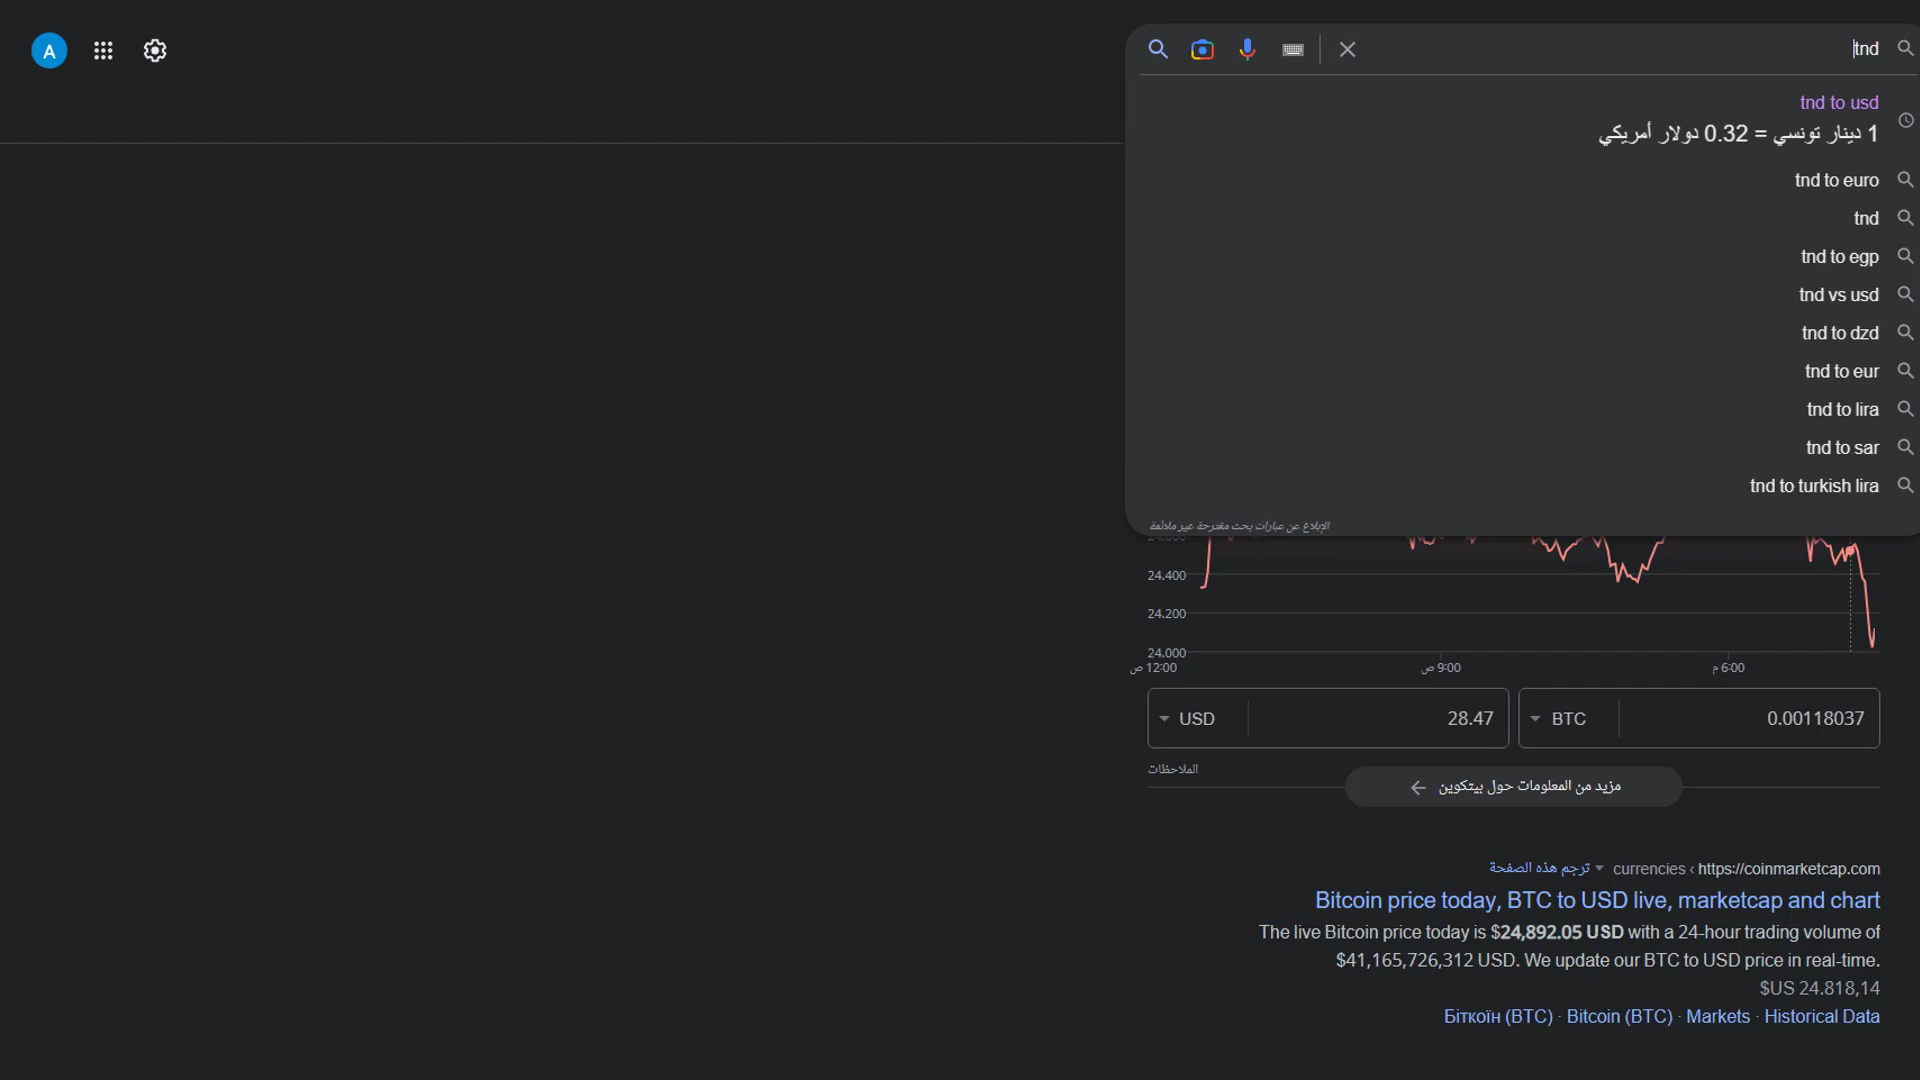 A
tnd
tnd to usd
1 دينار تونسي = 0.32 دولار أمريكي
tnd to euro
tnd
tnd to egp
tnd vs usd
tnd to dzd
tnd to eur
tnd to lira
tnd to sar
tnd to turkish lira
الإبلاغ عن عبارات بحث مقترحة غير ملائمة
24.400
24.200
24.000
12:00 ص
9:00 ص
6:00 م
USD 28.47
BTC 0.00118037
الملاحظات
مزيد من المعلومات حول بيتكوين
https://coinmarketcap.com › currencies ترجم هذه الصفحة
Bitcoin price today, BTC to USD live, marketcap and chart
The live Bitcoin price today is $24,892.05 USD with a 24-hour trading volume of
$41,165,726,312 USD. We update our BTC to USD price in real-time.
$US 24.818,14
Біткоїн (BTC) · Bitcoin (BTC) · Markets · Historical Data